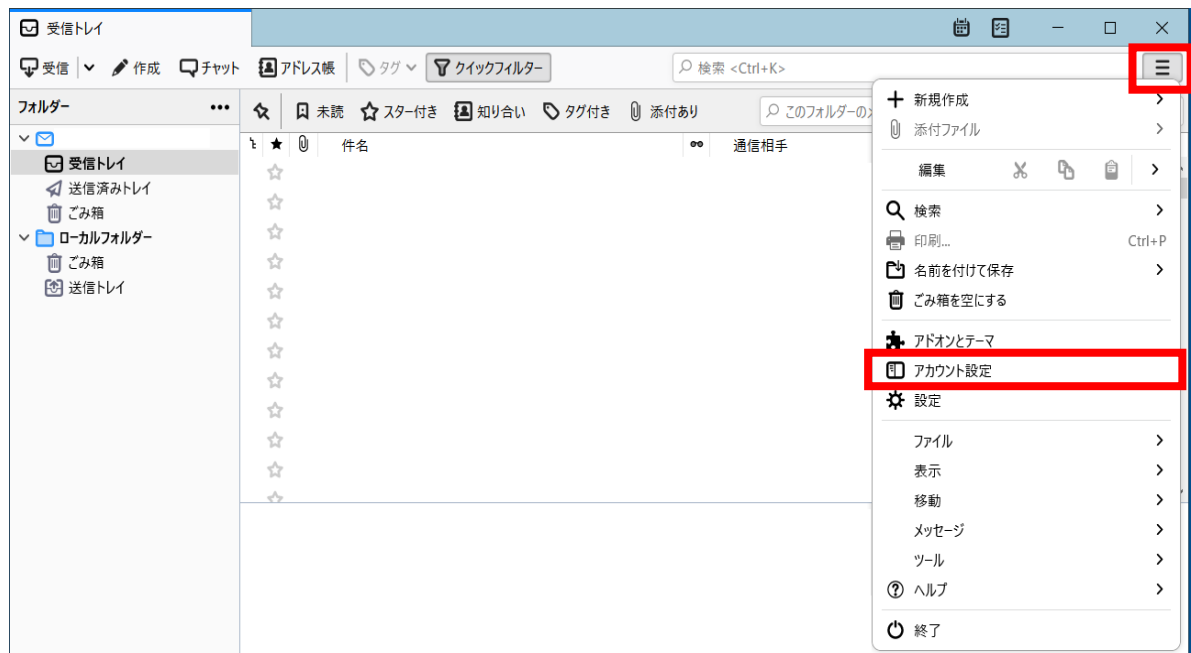 受信トレイ
受信 作成 チャット アドレス帳 タグ クイックフィルター 検索 <Ctrl+K>
フォルダー
未読 スター付き 知り合い タグ付き 添付あり このフォルダーの
件名 通信相手
受信トレイ
送信済みトレイ
ごみ箱
ローカルフォルダー
ごみ箱
送信トレイ
新規作成
添付ファイル
編集
検索
印刷... Ctrl+P
名前を付けて保存
ごみ箱を空にする
アドオンとテーマ
アカウント設定
設定
ファイル
表示
移動
メッセージ
ツール
ヘルプ
終了